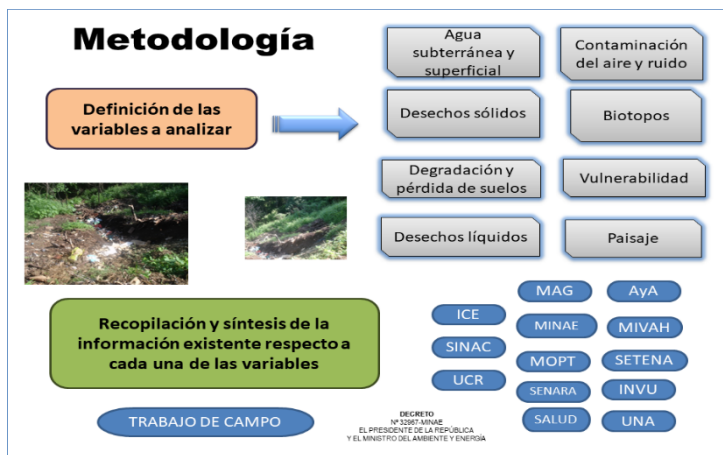 Metodología
Definición de las
variables a analizar
Agua
subterránea y
superficial
Contaminación
del aire y ruido
Desechos sólidos
Biotopos
Degradación y
pérdida de suelos
Vulnerabilidad
Desechos líquidos
Paisaje
Recopilación y síntesis de la
información existente respecto a
cada una de las variables
ICE
SINAC
UCR
MAG
MINAE
MOPT
SENARA
SALUD
AyA
MIVAH
SETENA
INVU
UNA
TRABAJO DE CAMPO
DECRETO
Nº 32967-MINAE
EL PRESIDENTE DE LA REPÚBLICA
Y EL MINISTRO DEL AMBIENTE Y ENERGÍA